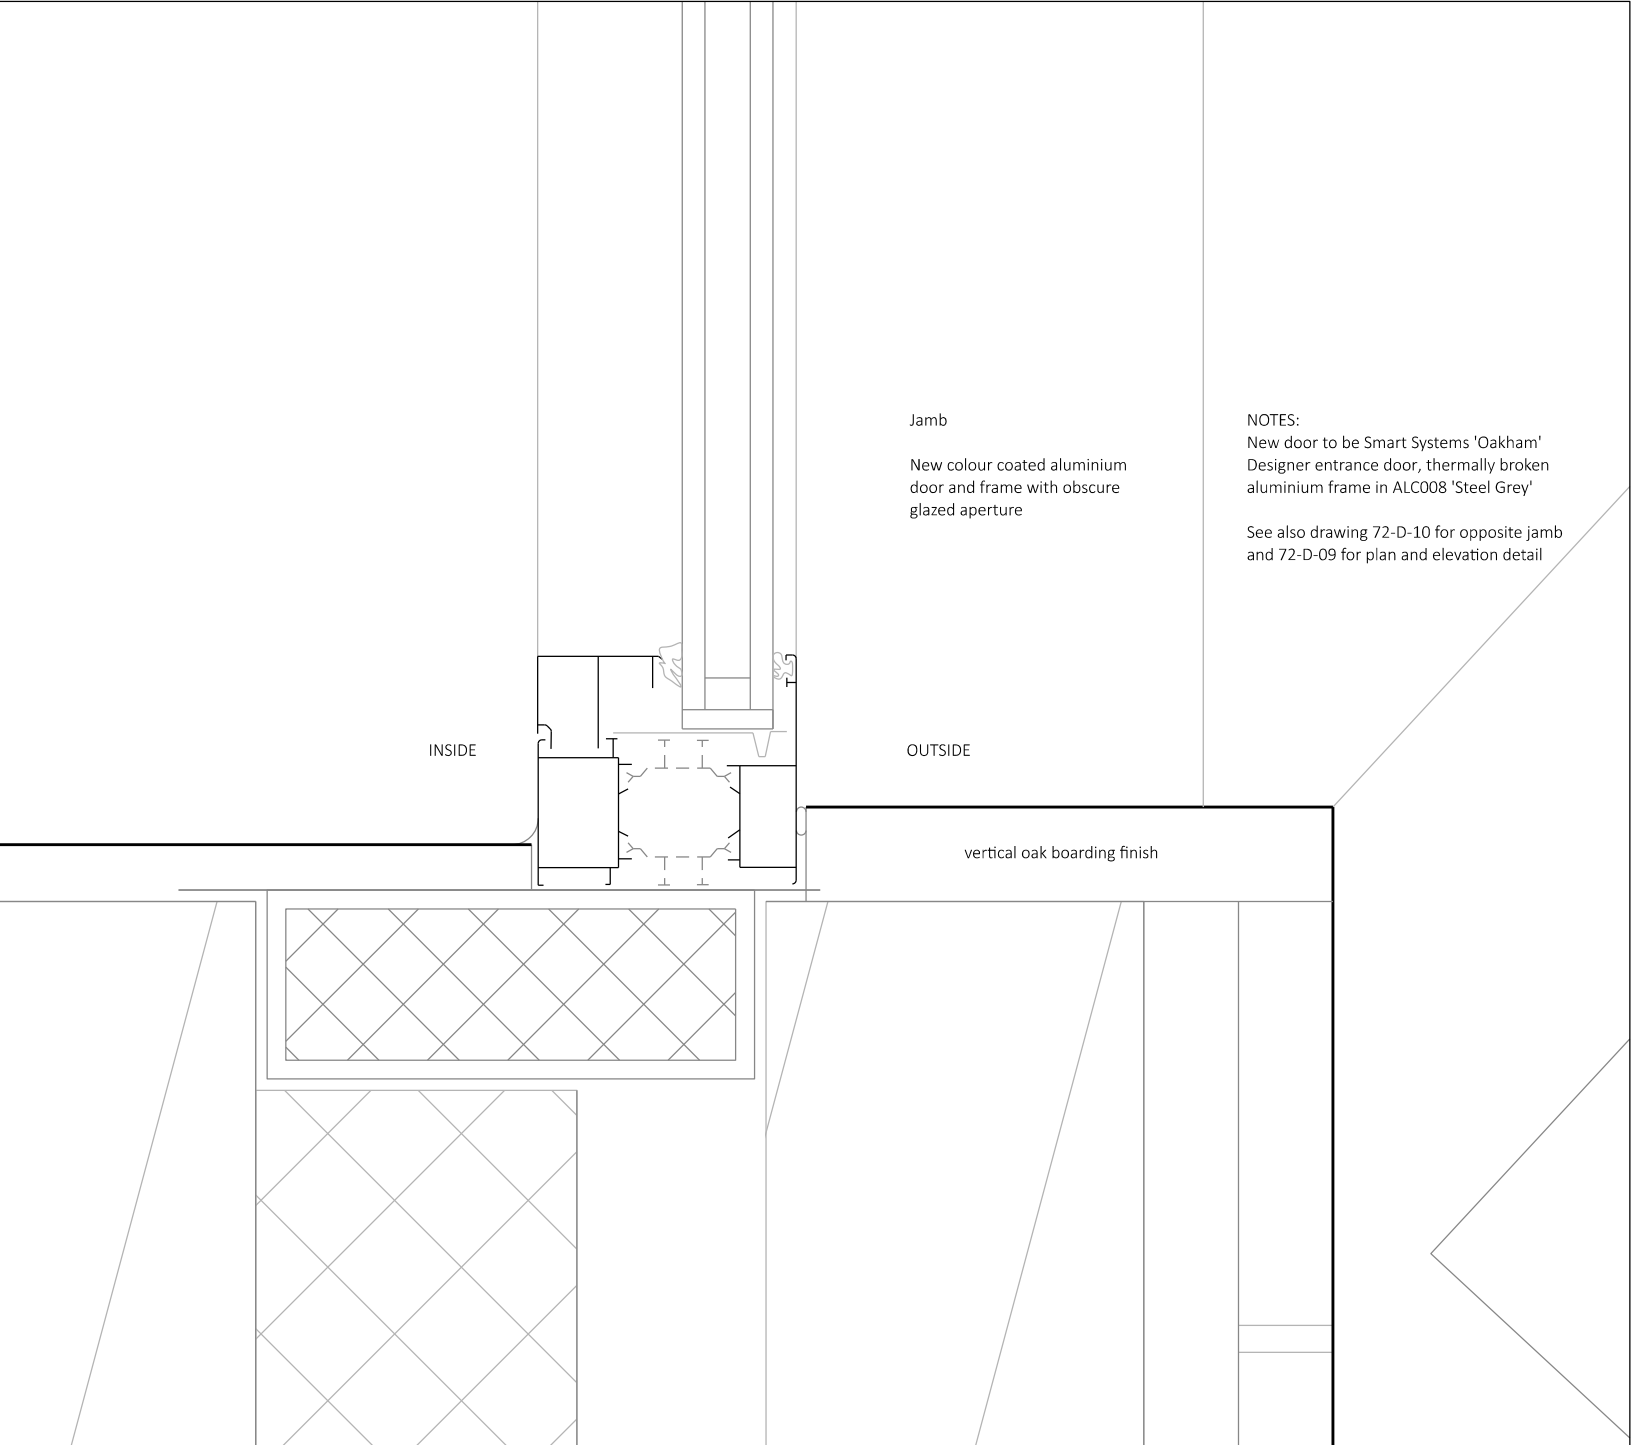 Jamb
New colour coated aluminium
door and frame with obscure
glazed aperture
NOTES:
New door to be Smart Systems 'Oakham'
Designer entrance door, thermally broken
aluminium frame in ALC008 'Steel Grey'
See also drawing 72-D-10 for opposite jamb
and 72-D-09 for plan and elevation detail
INSIDE
OUTSIDE
vertical oak boarding finish